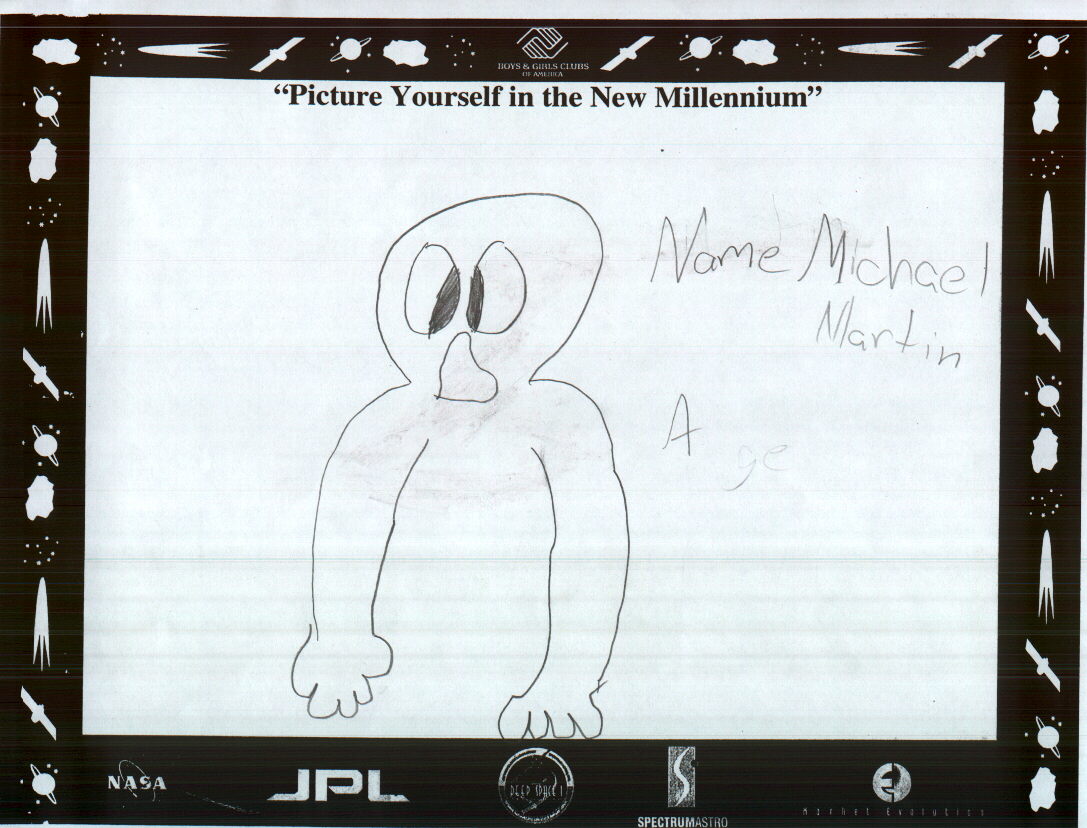 BOYS & GIRLS CLUBS
OF AMERICA
“Picture Yourself in the New Millennium”
Name Michael
Martin
Age
NASA
JPL
DEEP SPACE 1
SPECTRUMASTRO
Market Evolution